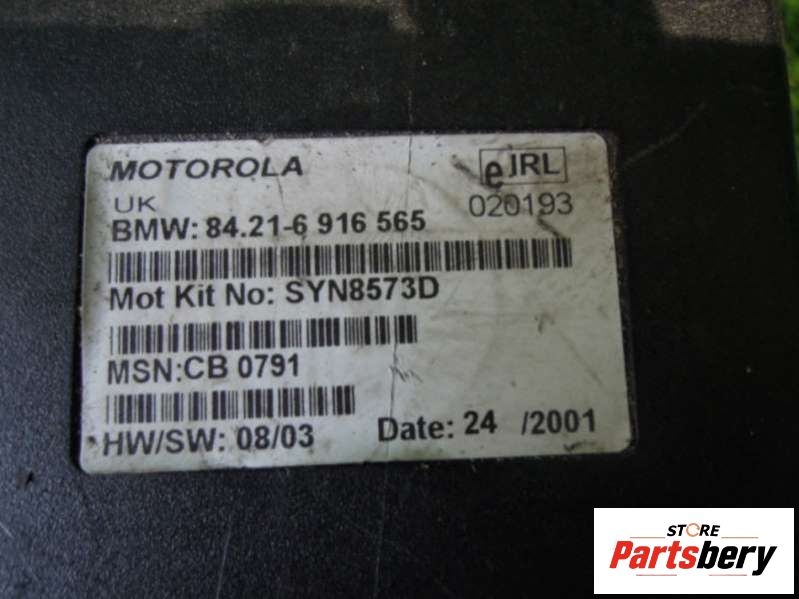 MOTOROLA
e IRL
UK
020193
BMW: 84.21-6 916 565
Mot Kit No: SYN8573D
MSN:CB 0791
HW/SW: 08/03
Date: 24 /2001
STORE
Partsbery